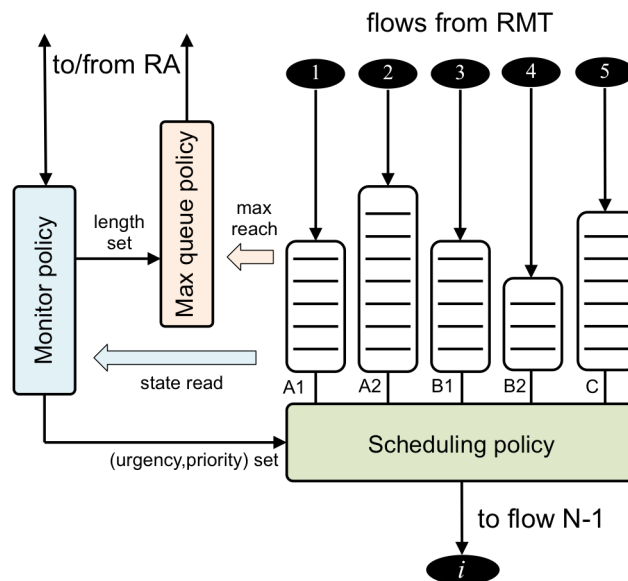 flows from RMT
to/from RA
1 2 3 4 5
Monitor policy
Max queue policy
length
set
max
reach
state read
A1 A2 B1 B2 C
Scheduling policy
(urgency,priority) set
to flow N-1
i